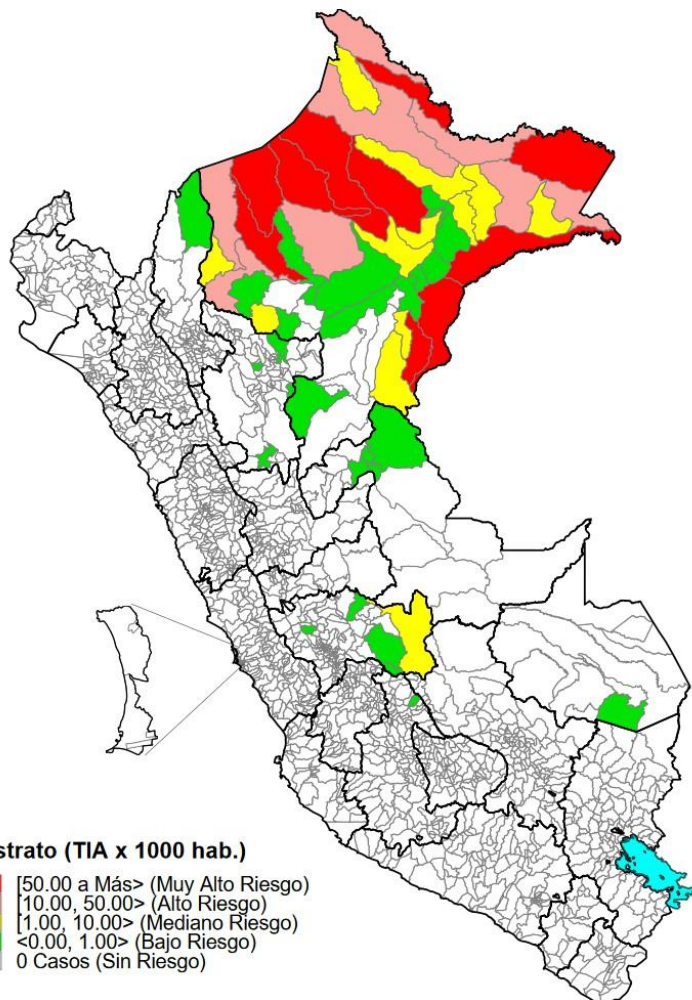 strato (TIA x 1000 hab.)
[50.00 a Más> (Muy Alto Riesgo)
[10.00, 50.00> (Alto Riesgo)
[1.00, 10.00> (Mediano Riesgo)
<0.00, 1.00> (Bajo Riesgo)
0 Casos (Sin Riesgo)